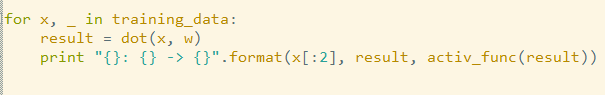 for x, _ in training_data:
    result = dot(x, w)
    print "{}: {} -> {}".format(x[:2], result, activ_func(result))